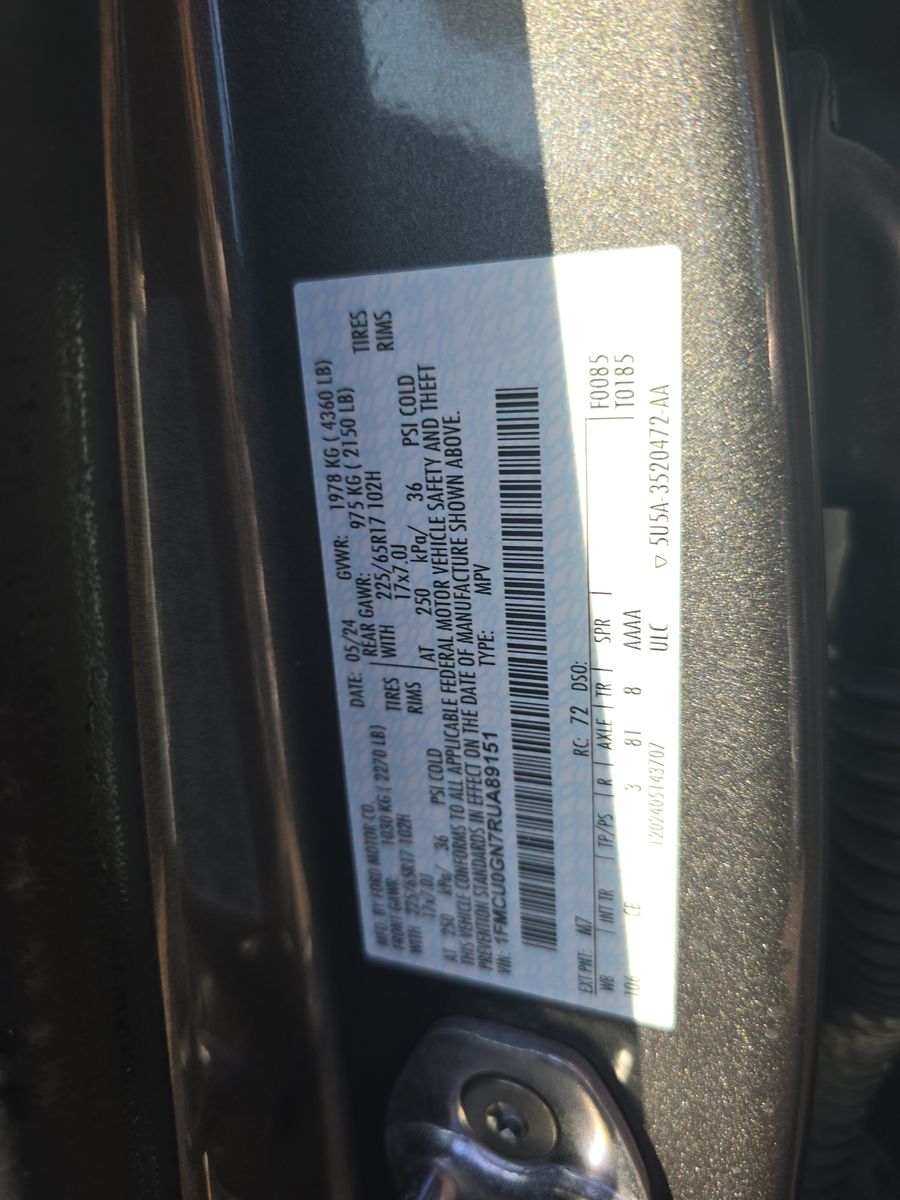 MFD. BY FORD MOTOR CO.
DATE: 05/24 GVWR: 1978 KG ( 4360 LB)
FRONT GAWR: 1030 KG ( 2270 LB) REAR GAWR: 975 KG ( 2150 LB)
WITH 225/65R17 102H TIRES WITH 225/65R17 102H TIRES
17x7.0J RIMS 17x7.0J RIMS
AT 250 kPa/ 36 PSI COLD AT 250 kPa/ 36 PSI COLD
THIS VEHICLE CONFORMS TO ALL APPLICABLE FEDERAL MOTOR VEHICLE SAFETY AND THEFT
PREVENTION STANDARDS IN EFFECT ON THE DATE OF MANUFACTURE SHOWN ABOVE.
VIN: 1FMCU0GN7RUA89151 TYPE: MPV
EXT PNT: M7 RC: 72 DSO: F0085
WB INT TR TP/PS R AXLE TR SPR T0185
106 CE 3 81 8 AAAA
1202405143707 ULC ▽ 5U5A-3520472-AA